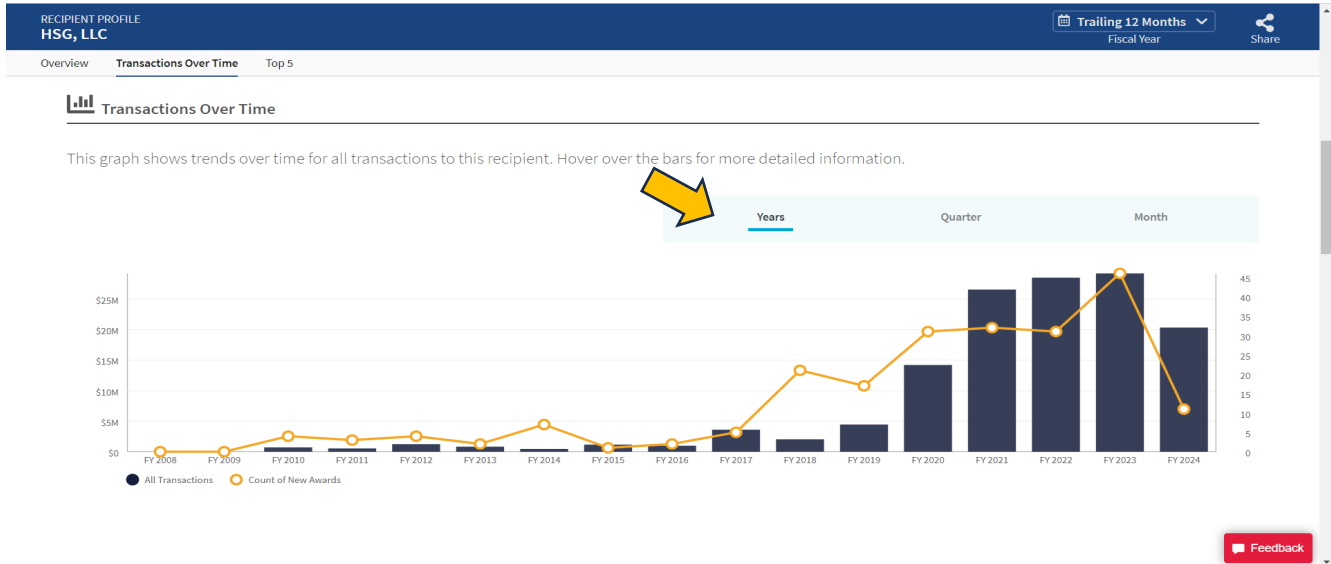 RECIPIENT PROFILE
HSG, LLC
Trailing 12 Months
Fiscal Year
Share
Overview Transactions Over Time Top 5
Transactions Over Time
This graph shows trends over time for all transactions to this recipient. Hover over the bars for more detailed information.
Years Quarter Month
$25M
$20M
$15M
$10M
$5M
$0
45
40
35
30
25
20
15
10
5
0
FY 2008 FY 2009 FY 2010 FY 2011 FY 2012 FY 2013 FY 2014 FY 2015 FY 2016 FY 2017 FY 2018 FY 2019 FY 2020 FY 2021 FY 2022 FY 2023 FY 2024
All Transactions Count of New Awards
Feedback